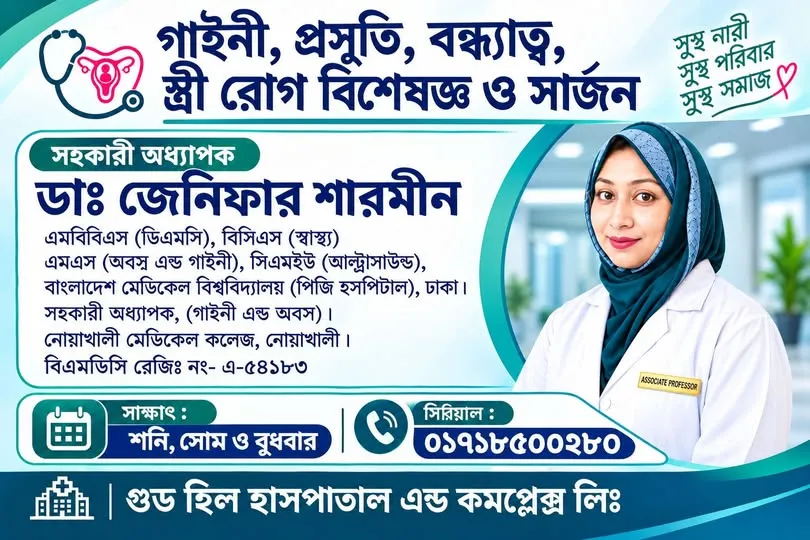 গাইনী, প্রসুতি, বন্ধ্যাত্ব,
স্ত্রী রোগ বিশেষজ্ঞ ও সার্জন
সুস্থ নারী
সুস্থ পরিবার
সুস্থ সমাজ
সহকারী অধ্যাপক
ডাঃ জেনিফার শারমীন
এমবিবিএস (ডিএমসি), বিসিএস (স্বাস্থ্য)
এমএস (অবস্ এন্ড গাইনী), সিএমইউ (আল্ট্রাসাউন্ড),
বাংলাদেশ মেডিকেল বিশ্ববিদ্যালয় (পিজি হসপিটাল), ঢাকা।
সহকারী অধ্যাপক, (গাইনী এন্ড অবস)।
নোয়াখালী মেডিকেল কলেজ, নোয়াখালী।
বিএমডিসি রেজিঃ নং- এ-৫৪১৮৩
ASSOCIATE PROFESSOR
সাক্ষাৎ :
শনি, সোম ও বুধবার
সিরিয়াল :
০১৭১৮৫০০২৮০
গুড হিল হাসপাতাল এন্ড কমপ্লেক্স লিঃ